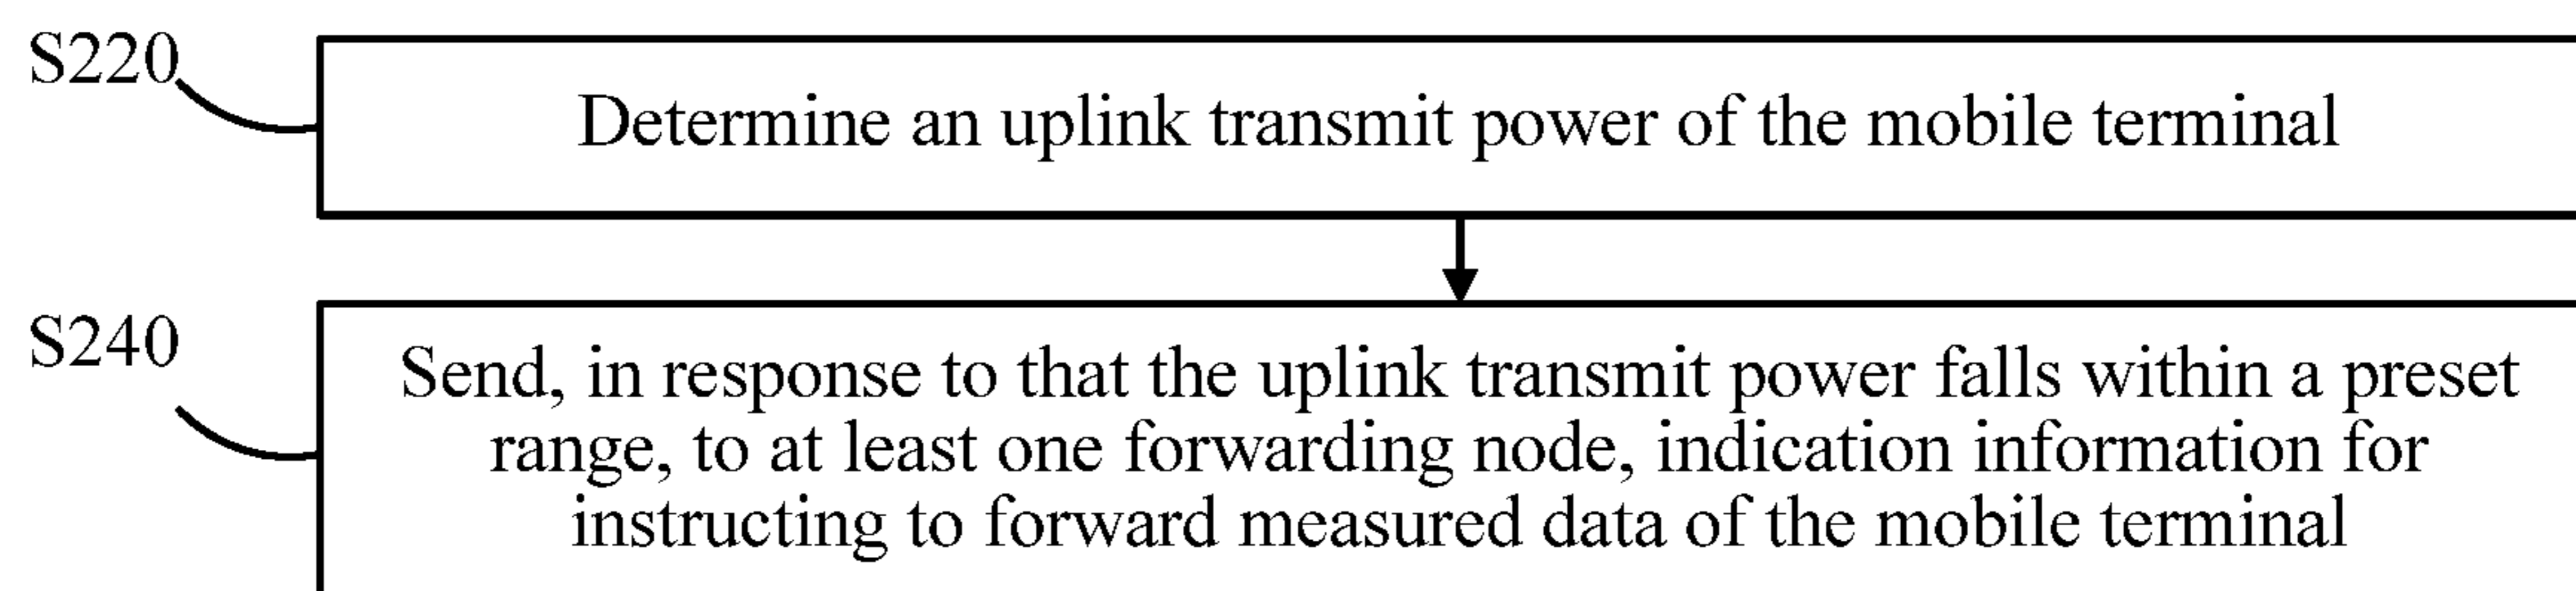 S220
Determine an uplink transmit power of the mobile terminal
S240
Send, in response to that the uplink transmit power falls within a preset
range, to at least one forwarding node, indication information for
instructing to forward measured data of the mobile terminal